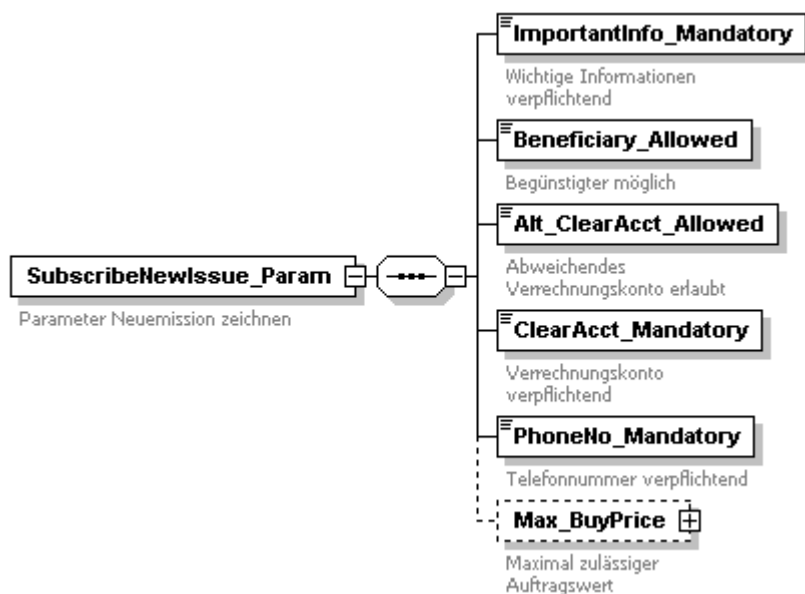 ImportantInfo_Mandatory
Wichtige Informationen
verpflichtend
Beneficiary_Allowed
Begünstigter möglich
Alt_ClearAcct_Allowed
Abweichendes
Verrechnungskonto erlaubt
SubscribeNewIssue_Param
Parameter Neuemission zeichnen
ClearAcct_Mandatory
Verrechnungskonto
verpflichtend
PhoneNo_Mandatory
Telefonnummer verpflichtend
Max_BuyPrice
Maximal zulässiger
Auftragswert